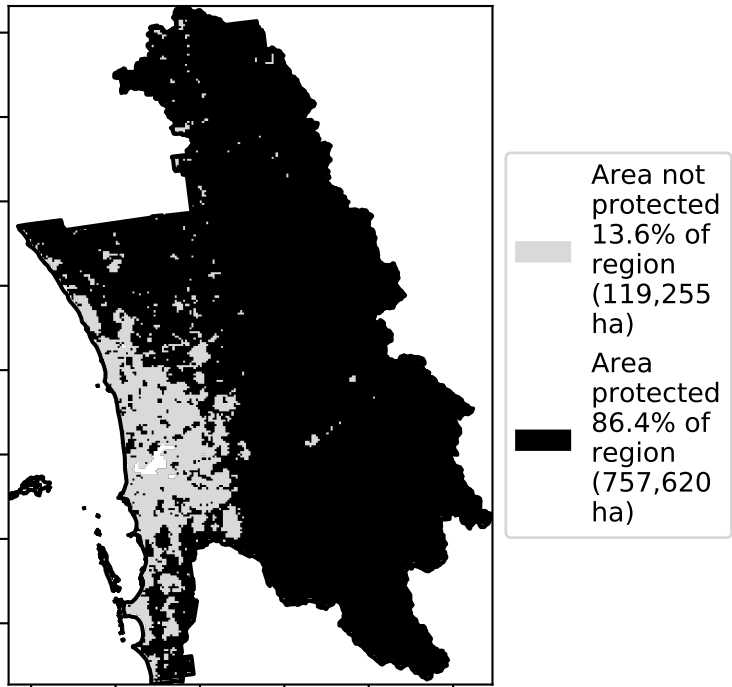 Area not
protected
13.6% of
region
(119,255
ha)
Area
protected
86.4% of
region
(757,620
ha)